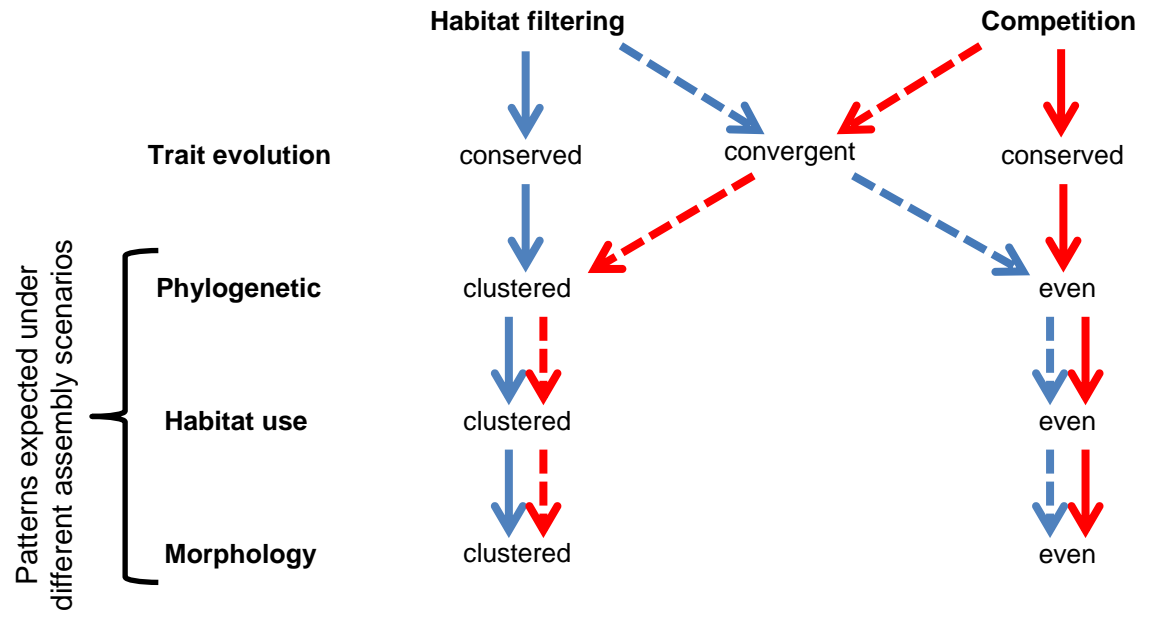 Habitat filtering
Competition
Trait evolution
conserved
convergent
conserved
Patterns expected under
different assembly scenarios
Phylogenetic
clustered
even
Habitat use
clustered
even
Morphology
clustered
even